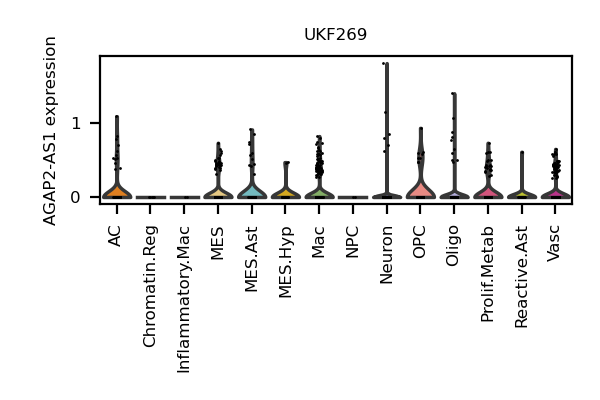 UKF269
AGAP2-AS1 expression
1
0
AC
Chromatin.Reg
Inflammatory.Mac
MES
MES.Ast
MES.Hyp
Mac
NPC
Neuron
OPC
Oligo
Prolif.Metab
Reactive.Ast
Vasc